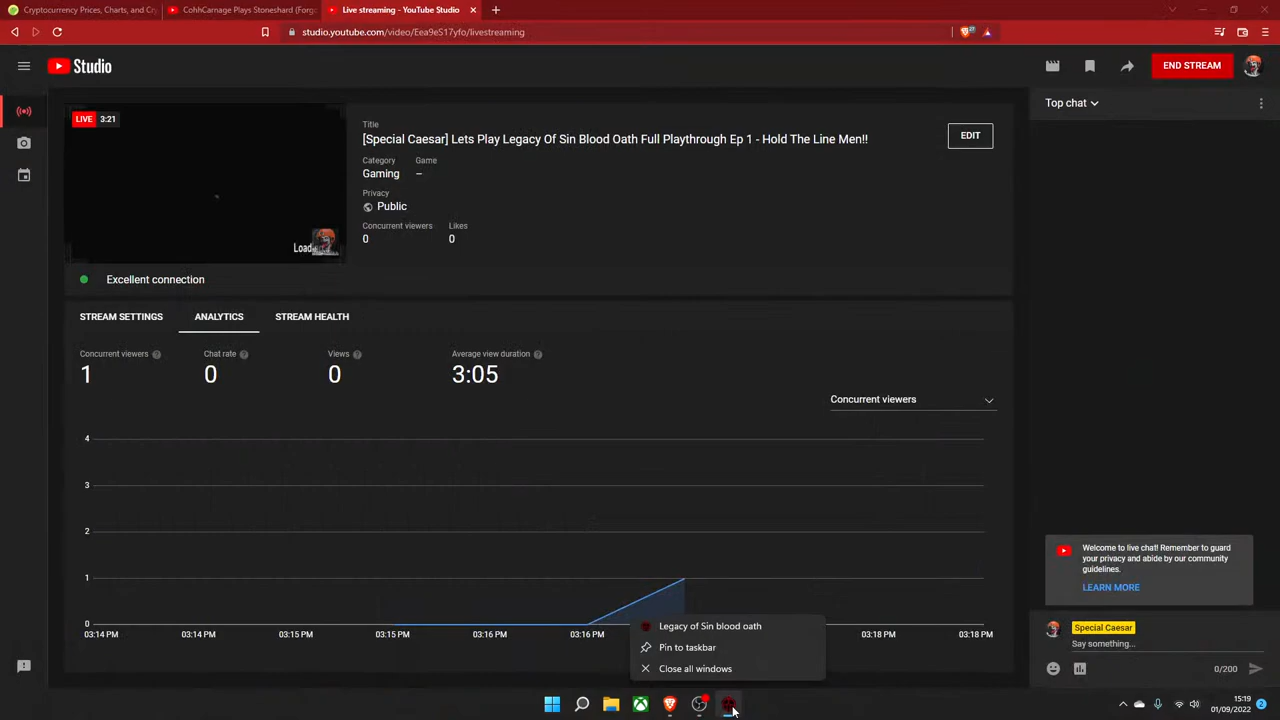 Cryptocurrency Prices, Charts, and Cry
CohhCarnage Plays Stoneshard (Forgo
Live streaming - YouTube Studio
studio.youtube.com/video/Eea9eS17yfo/livestreaming
27
Studio
END STREAM
LIVE 3:21
Title
[Special Caesar] Lets Play Legacy Of Sin Blood Oath Full Playthrough Ep 1 - Hold The Line Men!!
EDIT
Category Game
Gaming –
Privacy
Public
Concurrent viewers Likes
0 0
Load
Excellent connection
Top chat
STREAM SETTINGS ANALYTICS STREAM HEALTH
Concurrent viewers Chat rate Views Average view duration
1 0 0 3:05
Concurrent viewers
4
3
2
1
0
03:14 PM 03:14 PM 03:15 PM 03:15 PM 03:16 PM 03:16 PM 03:18 PM 03:18 PM
Legacy of Sin blood oath
Pin to taskbar
Close all windows
Welcome to live chat! Remember to guard
your privacy and abide by our community
guidelines.
LEARN MORE
Special Caesar
Say something...
0/200
15:19
01/09/2022
2